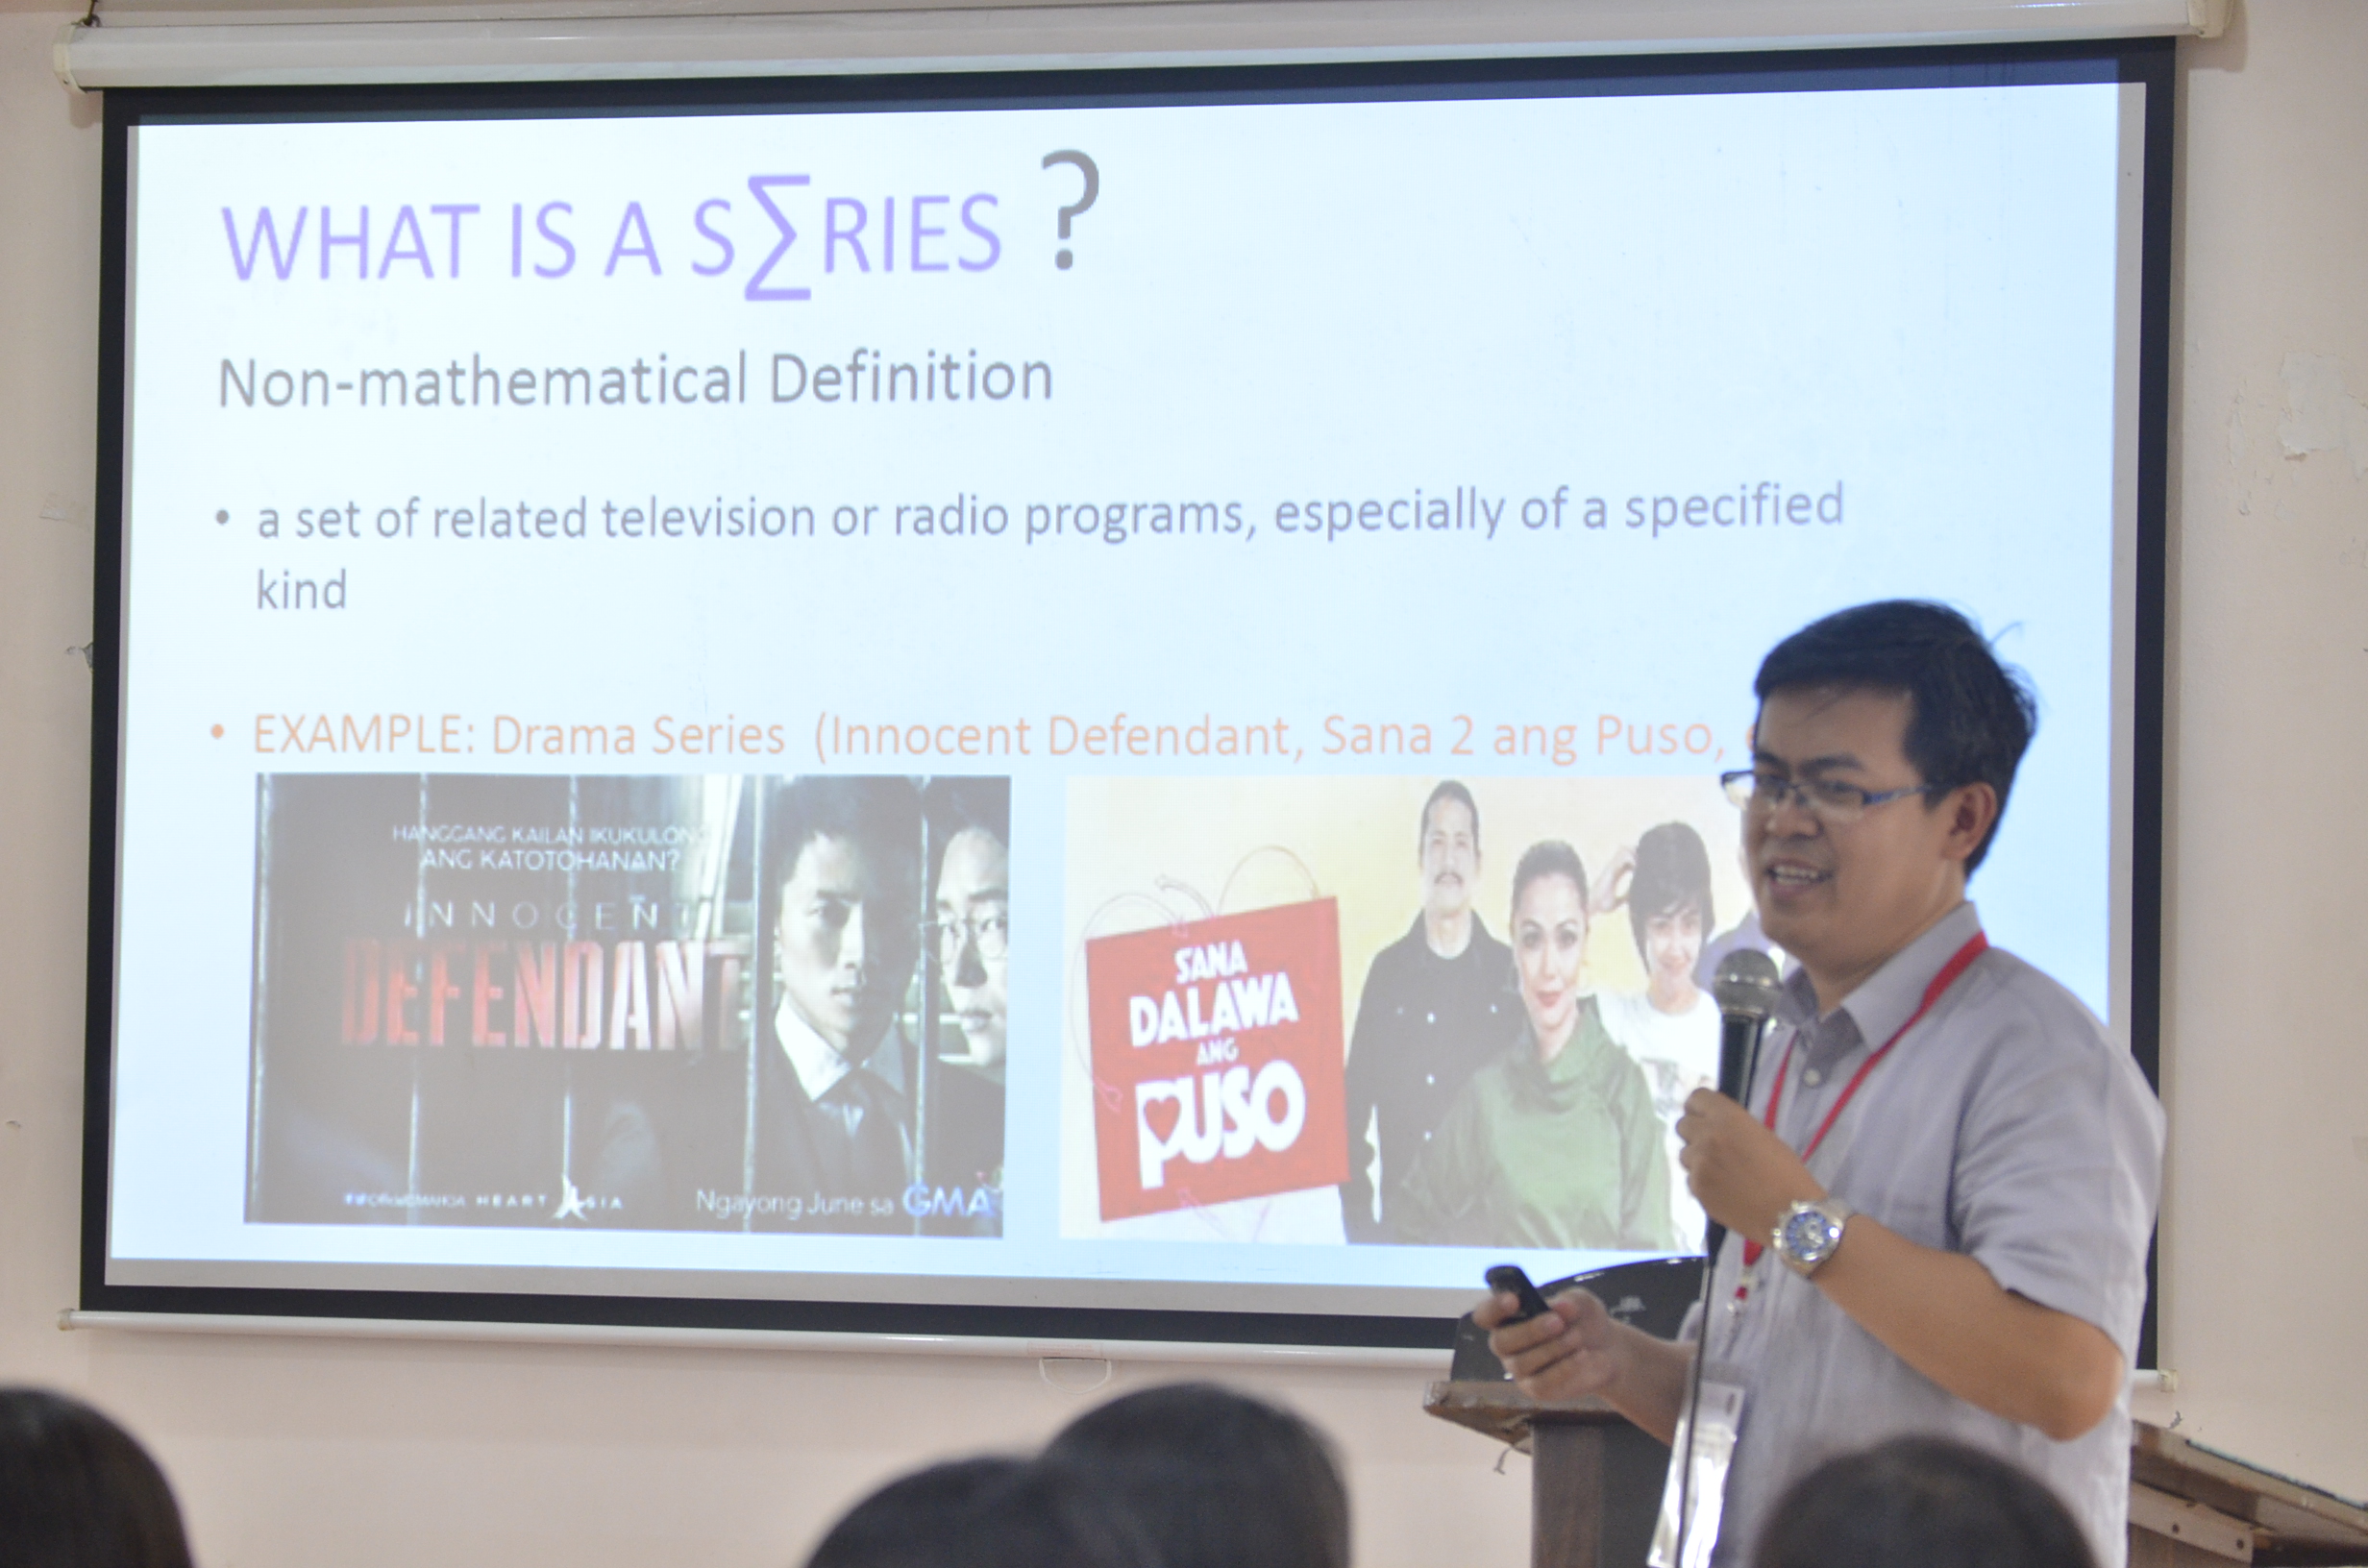 WHAT IS A S∑RIES ?
Non-mathematical Definition
• a set of related television or radio programs, especially of a specified
kind
• EXAMPLE: Drama Series (Innocent Defendant, Sana 2 ang Puso,
HANGGANG KAILAN IKUKULONG
ANG KATOTOHANAN?
INNOCENT
DEFENDANT
HEART ASIA
Ngayong June sa GMA
SANA
DALAWA
ANG
PUSO